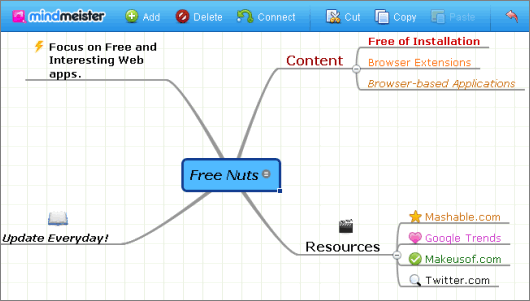 mindmeister
Add
Delete
Connect
Cut
Copy
Paste
Focus on Free and
Interesting Web
apps.
Content
Free of Installation
Browser Extensions
Browser-based Applications
Free Nuts
Update Everyday!
Resources
Mashable.com
Google Trends
Makeusof.com
Twitter.com